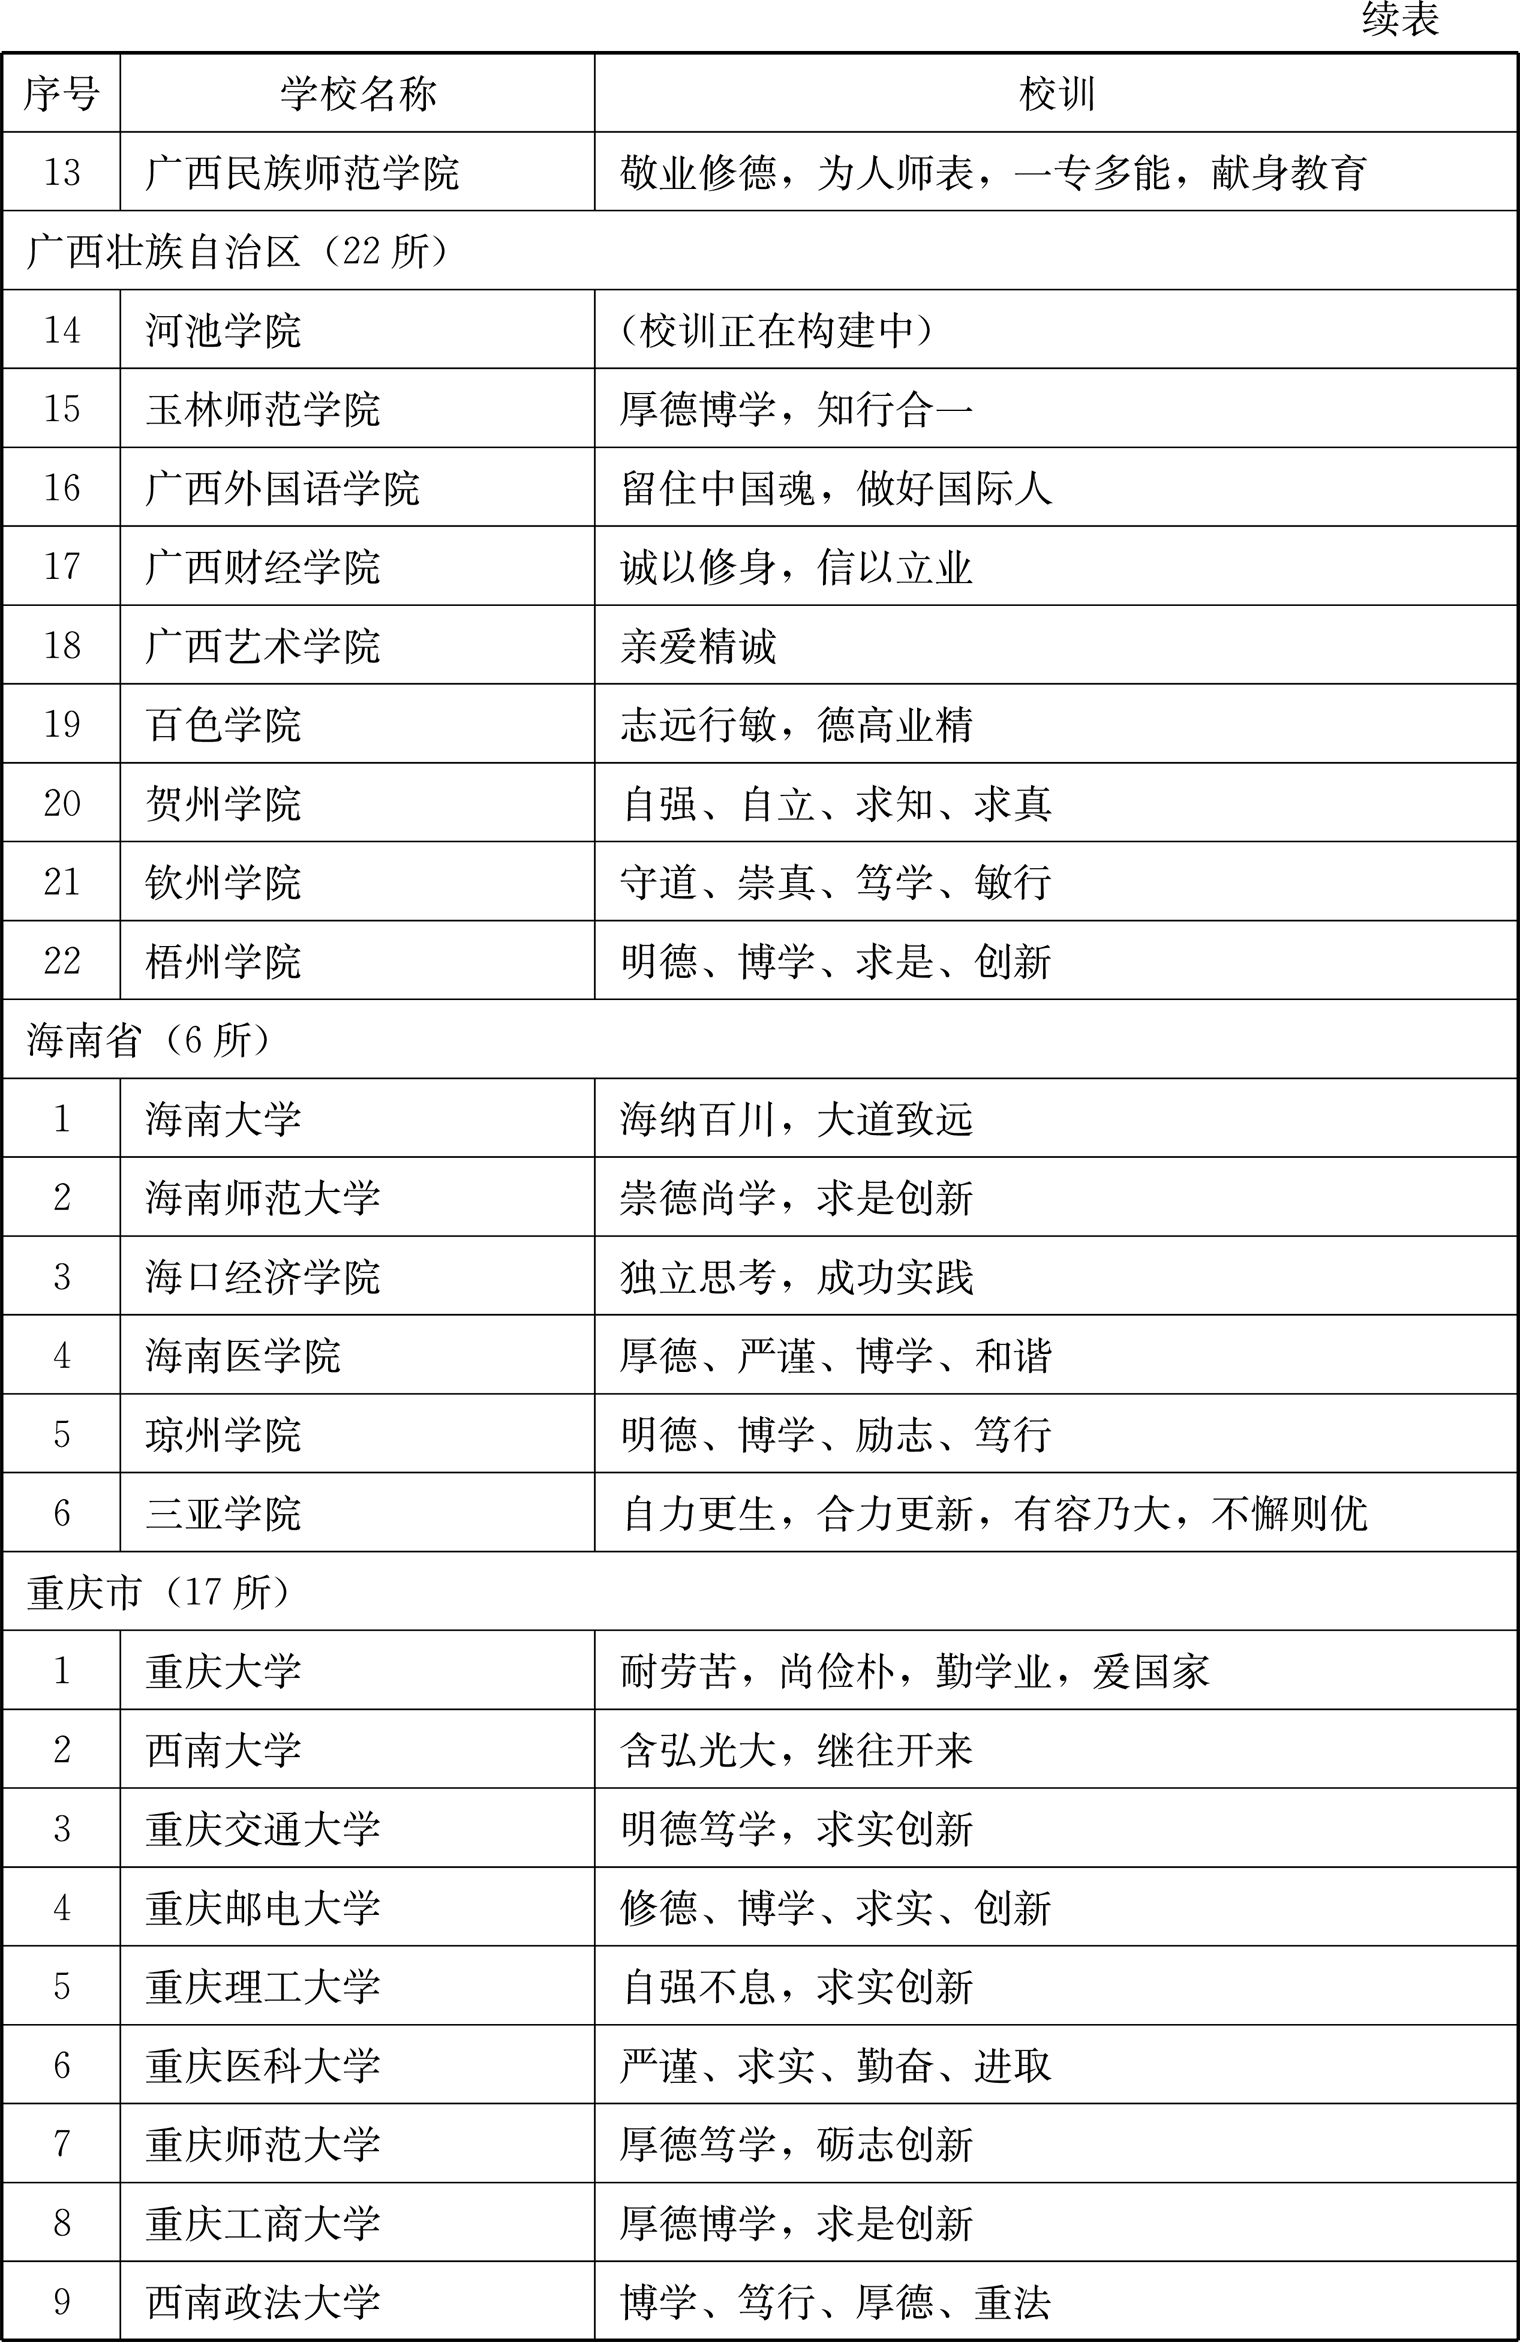 续表
序号 学校名称 校训
13 广西民族师范学院 敬业修德，为人师表，一专多能，献身教育
广西壮族自治区（22 所）
14 河池学院 （校训正在构建中）
15 玉林师范学院 厚德博学，知行合一
16 广西外国语学院 留住中国魂，做好国际人
17 广西财经学院 诚以修身，信以立业
18 广西艺术学院 亲爱精诚
19 百色学院 志远行敏，德高业精
20 贺州学院 自强、自立、求知、求真
21 钦州学院 守道、崇真、笃学、敏行
22 梧州学院 明德、博学、求是、创新
海南省（6 所）
1 海南大学 海纳百川，大道致远
2 海南师范大学 崇德尚学，求是创新
3 海口经济学院 独立思考，成功实践
4 海南医学院 厚德、严谨、博学、和谐
5 琼州学院 明德、博学、励志、笃行
6 三亚学院 自力更生，合力更新，有容乃大，不懈则优
重庆市（17 所）
1 重庆大学 耐劳苦，尚俭朴，勤学业，爱国家
2 西南大学 含弘光大，继往开来
3 重庆交通大学 明德笃学，求实创新
4 重庆邮电大学 修德、博学、求实、创新
5 重庆理工大学 自强不息，求实创新
6 重庆医科大学 严谨、求实、勤奋、进取
7 重庆师范大学 厚德笃学，砺志创新
8 重庆工商大学 厚德博学，求是创新
9 西南政法大学 博学、笃行、厚德、重法